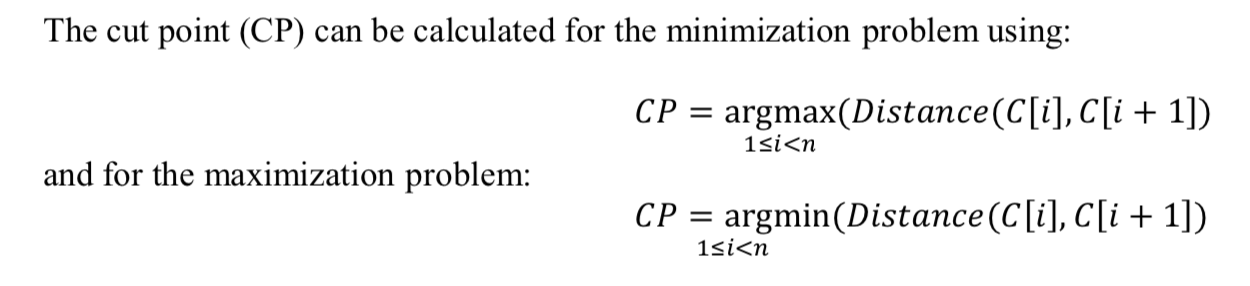 The cut point (CP) can be calculated for the minimization problem using:
CP = argmax(Distance(C[i], C[i + 1])
1≤i<n
and for the maximization problem:
CP = argmin(Distance(C[i], C[i + 1])
1≤i<n